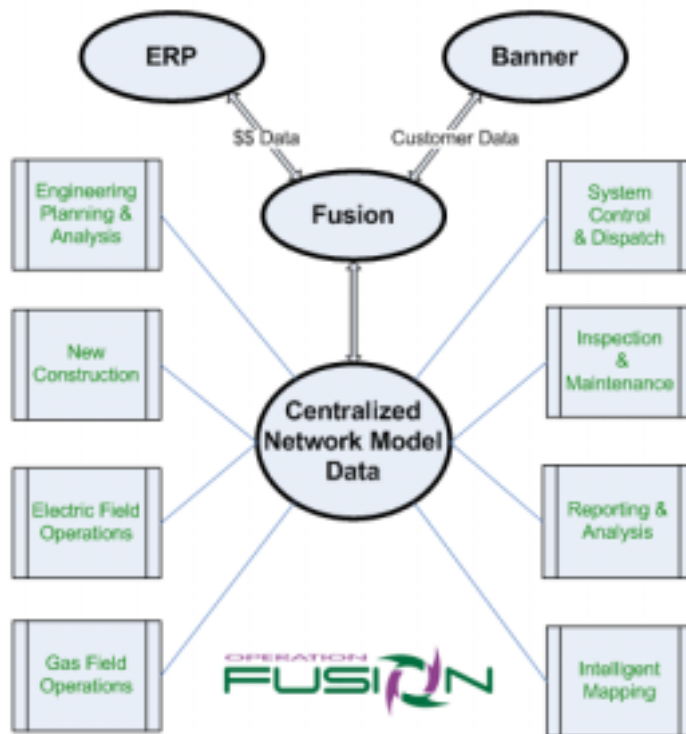 ERP
Banner
$$ Data
Customer Data
Fusion
Engineering
Planning &
Analysis
System
Control
& Dispatch
New
Construction
Inspection
&
Maintenance
Centralized
Network Model
Data
Electric Field
Operations
Reporting &
Analysis
Gas Field
Operations
OPERATION
FUSION
Intelligent
Mapping